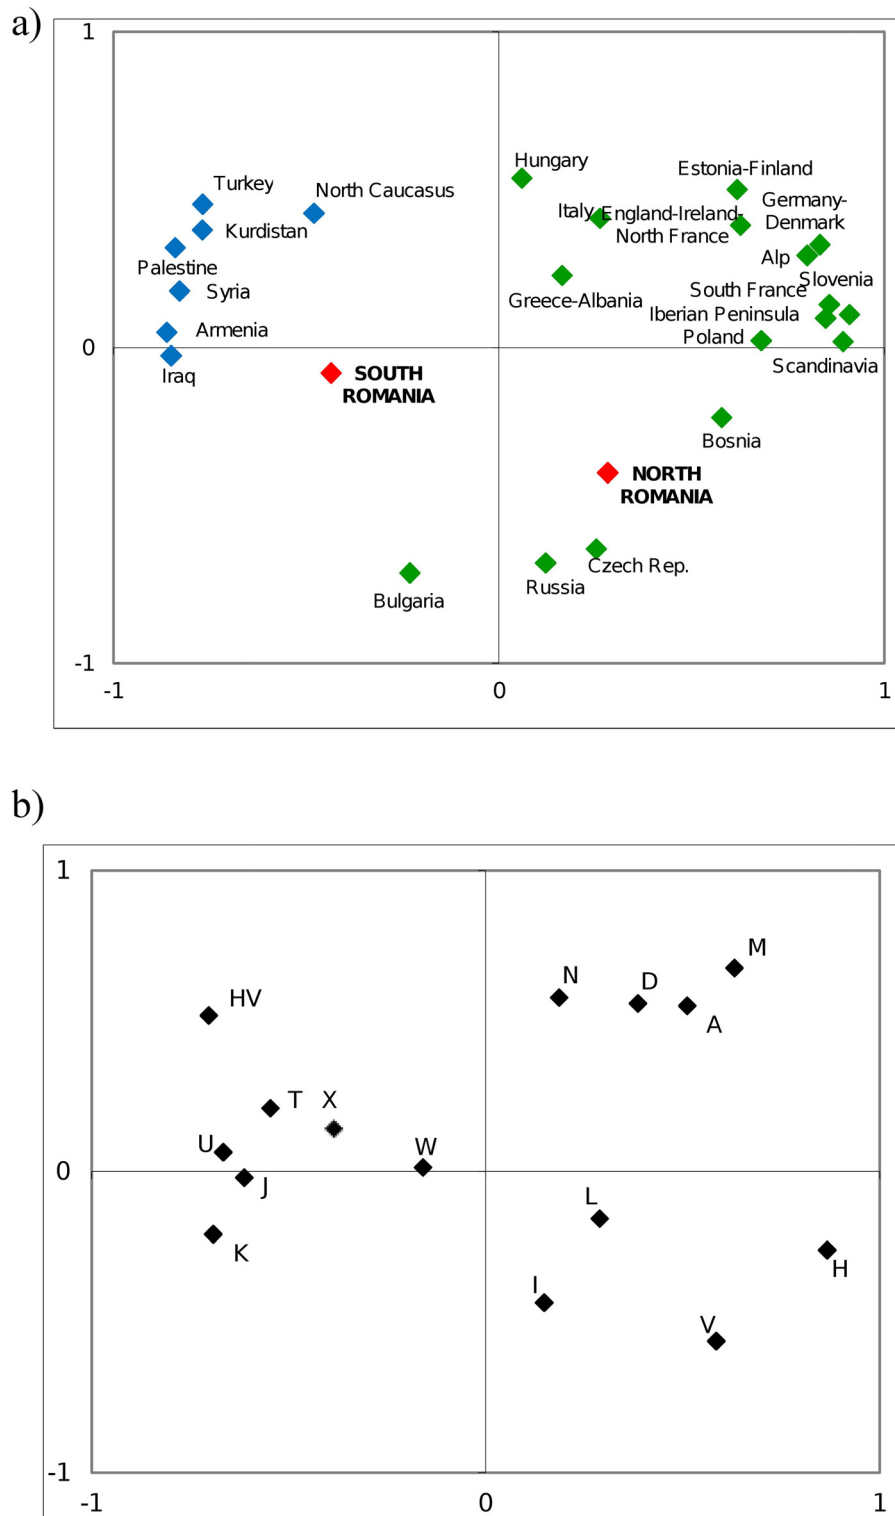 a)
1
Hungary
Estonia-Finland
Turkey
North Caucasus
Germany-
Denmark
Italy
England-Ireland-
North France
Kurdistan
Alp
Palestine
Slovenia
South France
Syria
Greece-Albania
Iberian Peninsula
Armenia
Poland
0
Scandinavia
Iraq
SOUTH
ROMANIA
Bosnia
NORTH
ROMANIA
Czech Rep.
Russia
Bulgaria
-1
-1 0 1
b)
1
M
N D
HV
A
T X
U W
0
J
L
K
H
I
V
-1
-1 0 1